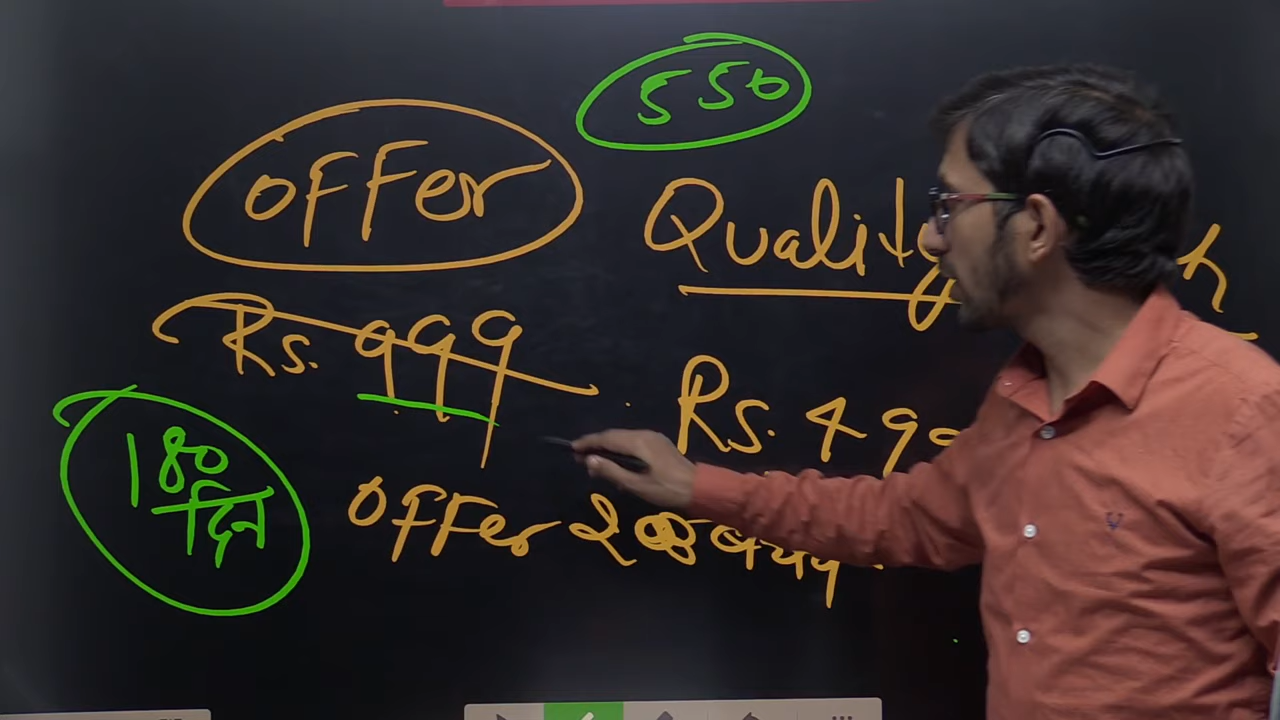 550
offer
Quality
Rs. 999
Rs. 49
180
दिन
offer